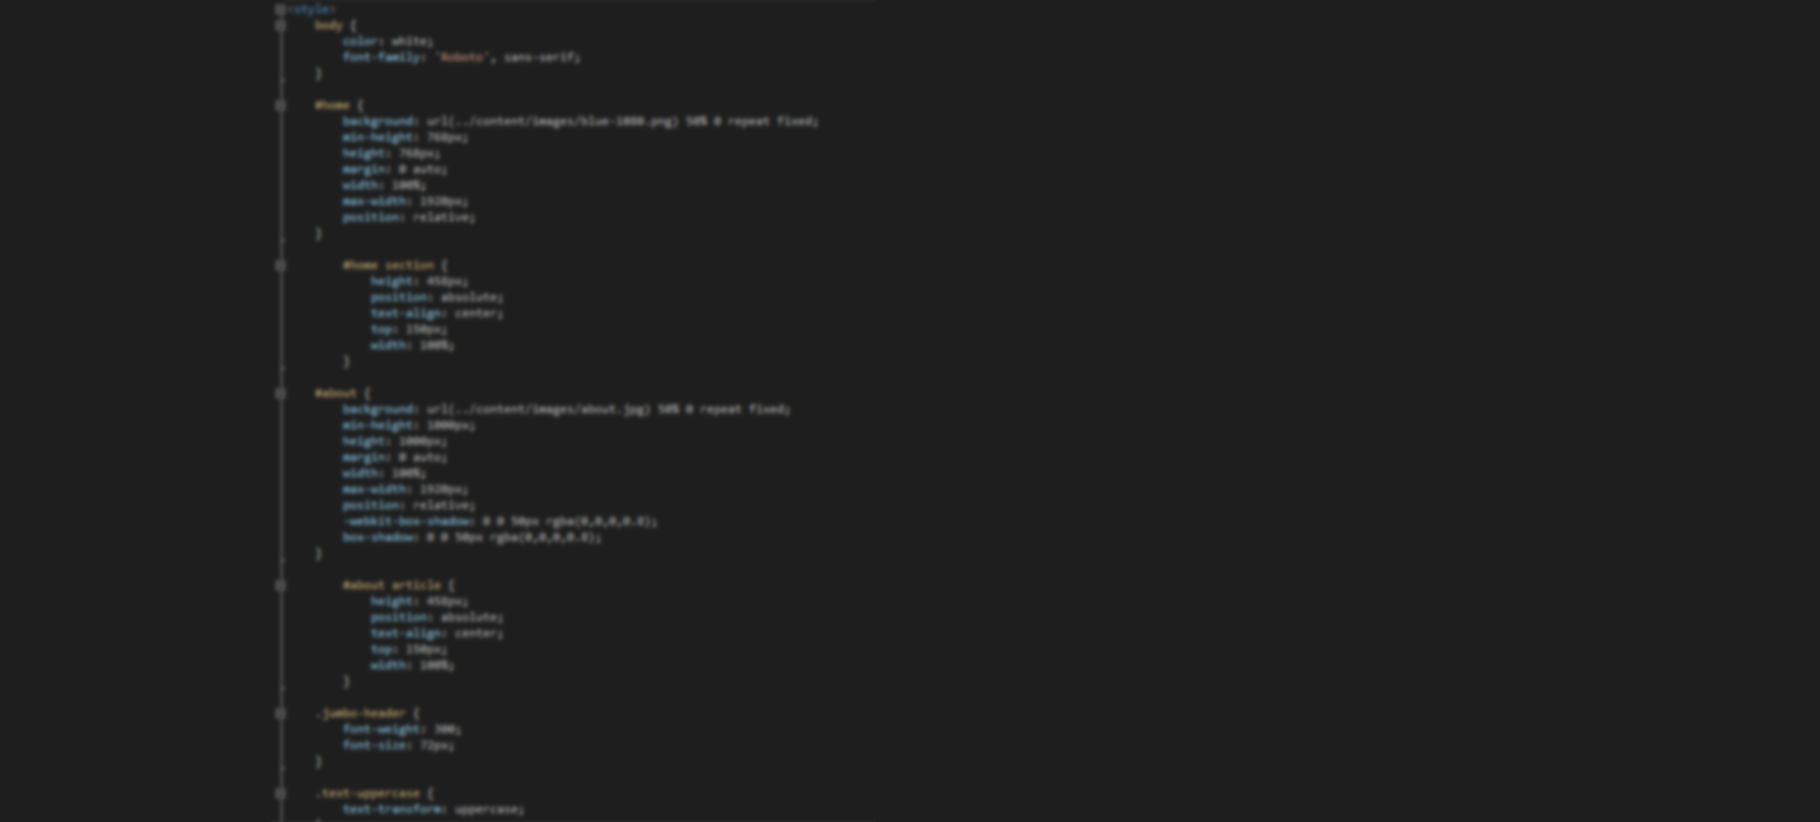 <style>
body {
color: white;
font-family: 'Roboto', sans-serif;
}
#home {
background: url(../content/images/blue-1080.png) 50% 0 repeat fixed;
min-height: 768px;
height: 768px;
margin: 0 auto;
width: 100%;
max-width: 1920px;
position: relative;
}
#home section {
height: 458px;
position: absolute;
text-align: center;
top: 150px;
width: 100%;
}
#about {
background: url(../content/images/about.jpg) 50% 0 repeat fixed;
min-height: 1000px;
height: 1000px;
margin: 0 auto;
width: 100%;
max-width: 1920px;
position: relative;
-webkit-box-shadow: 0 0 50px rgba(0,0,0,0.8);
box-shadow: 0 0 50px rgba(0,0,0,0.8);
}
#about article {
height: 458px;
position: absolute;
text-align: center;
top: 150px;
width: 100%;
}
.jumbo-header {
font-weight: 300;
font-size: 72px;
}
.text-uppercase {
text-transform: uppercase;